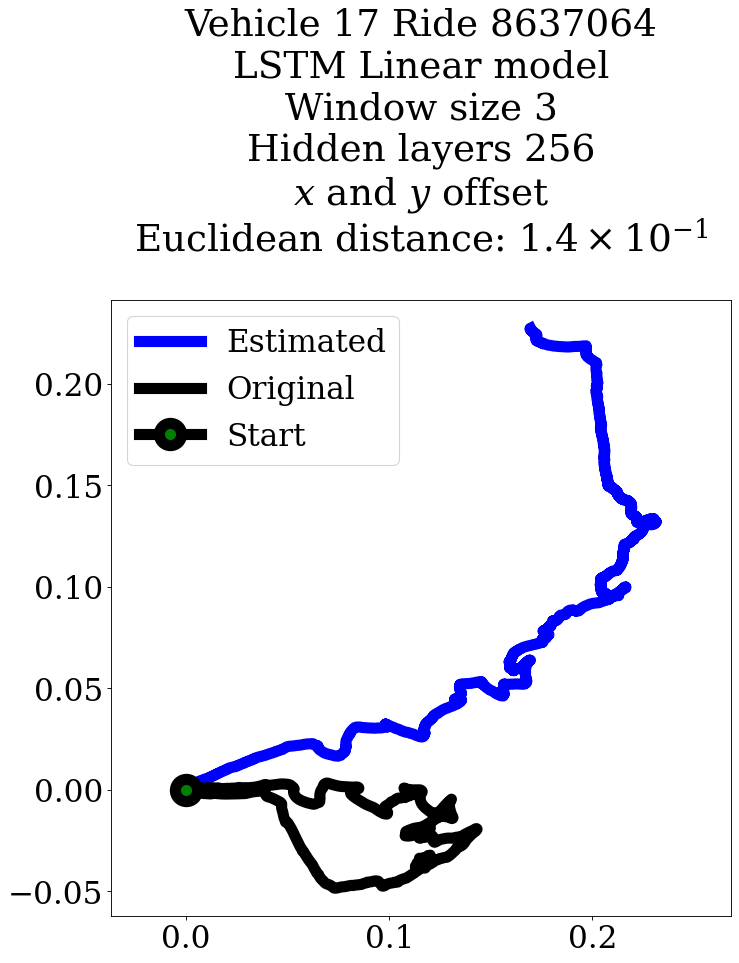 Vehicle 17 Ride 8637064
LSTM Linear model
Window size 3
Hidden layers 256
x and y offset
Euclidean distance: 1.4 × 10⁻¹
Estimated
Original
Start
0.20
0.15
0.10
0.05
0.00
−0.05
0.0
0.1
0.2